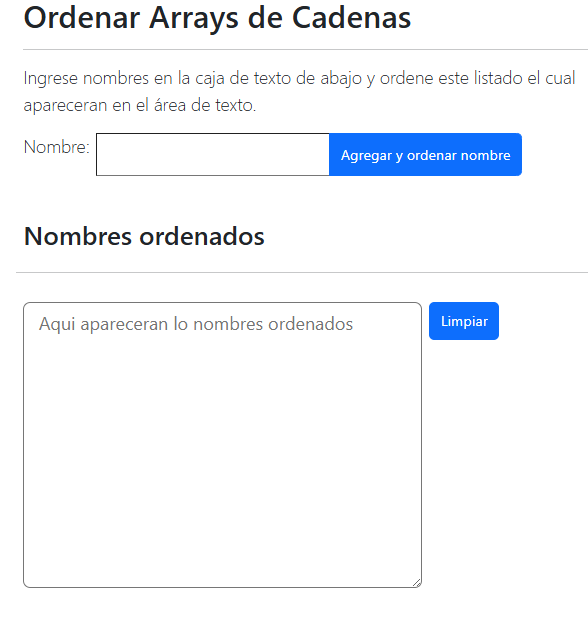 Ordenar Arrays de Cadenas
Ingrese nombres en la caja de texto de abajo y ordene este listado el cual
apareceran en el área de texto.
Nombre:
Agregar y ordenar nombre
Nombres ordenados
Aqui apareceran lo nombres ordenados
Limpiar